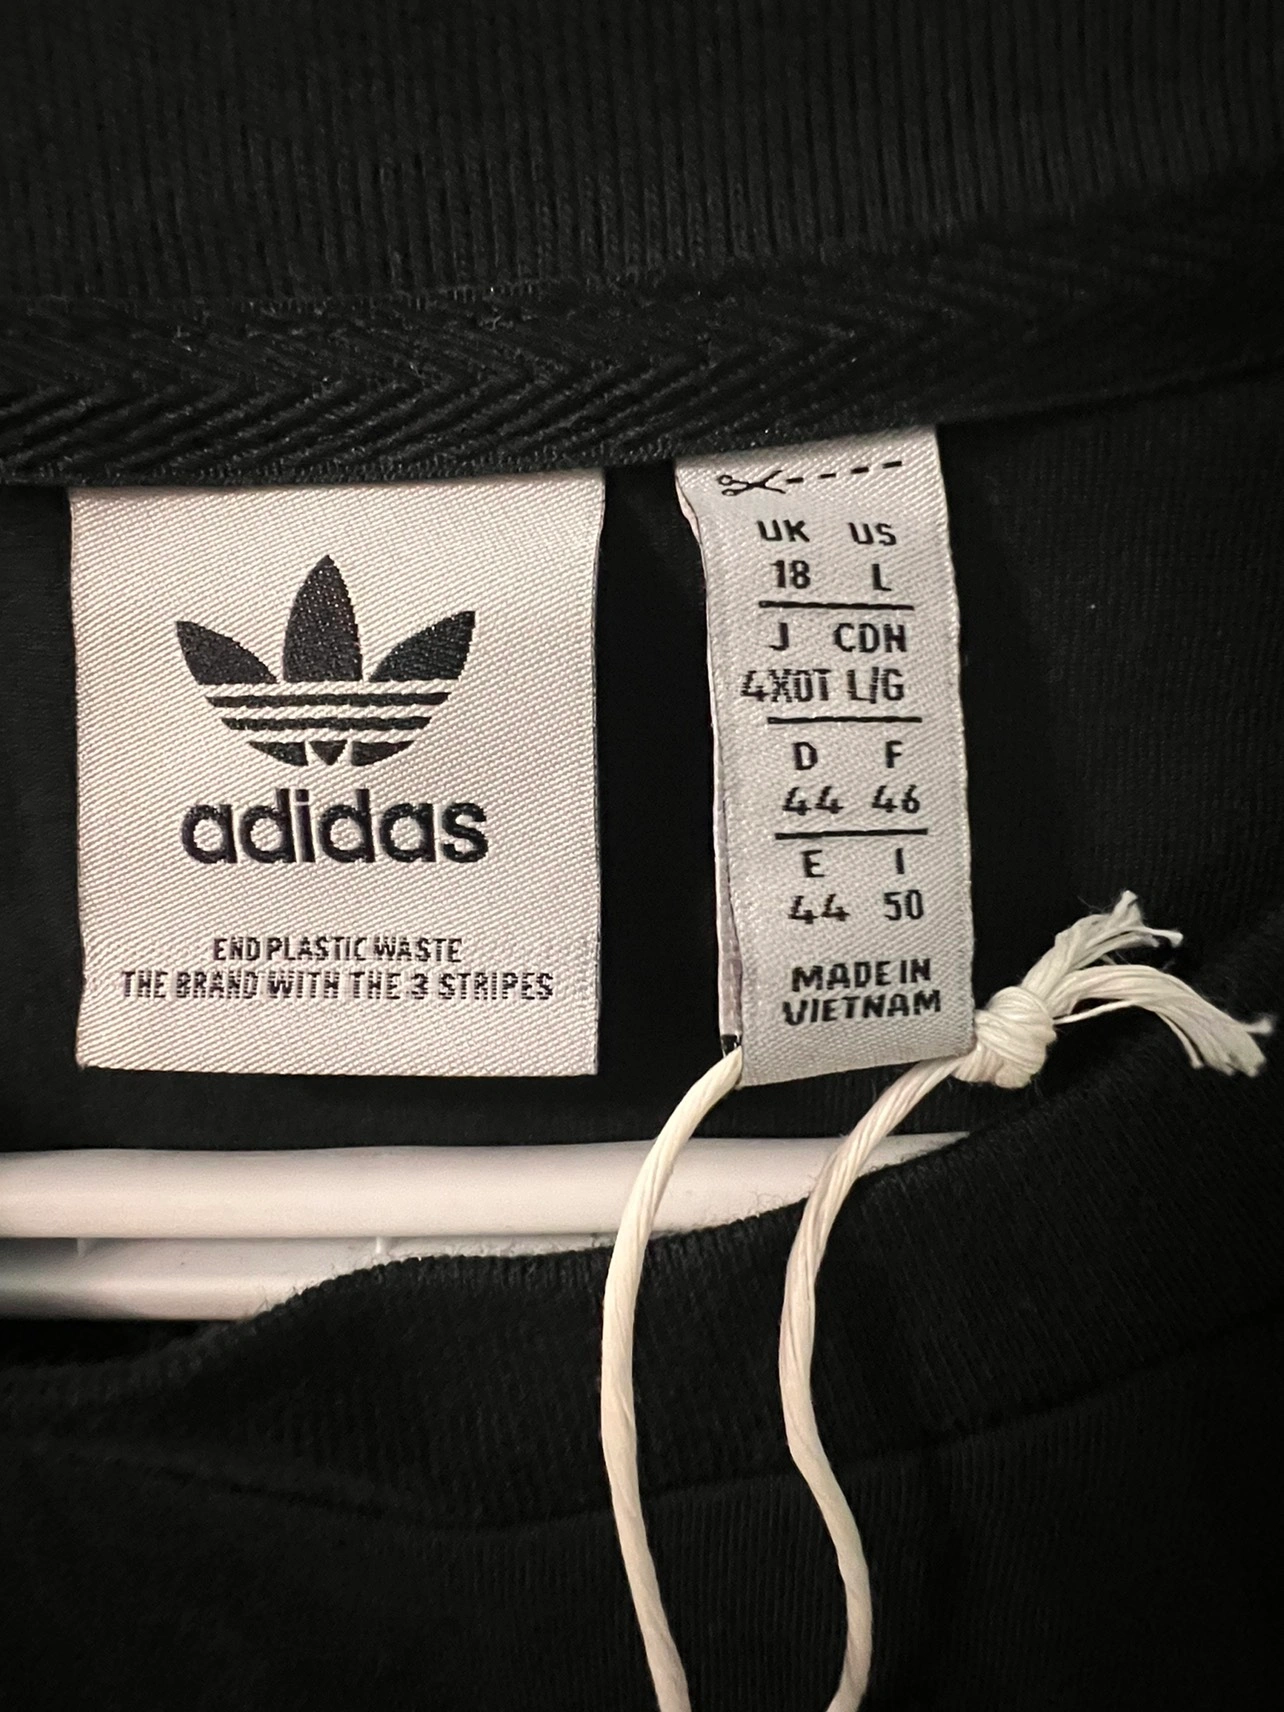 adidas
END PLASTIC WASTE
THE BRAND WITH THE 3 STRIPES
UK US
18 L
J CDN
4XOT L/G
D F
44 46
E I
44 50
MADE IN
VIETNAM